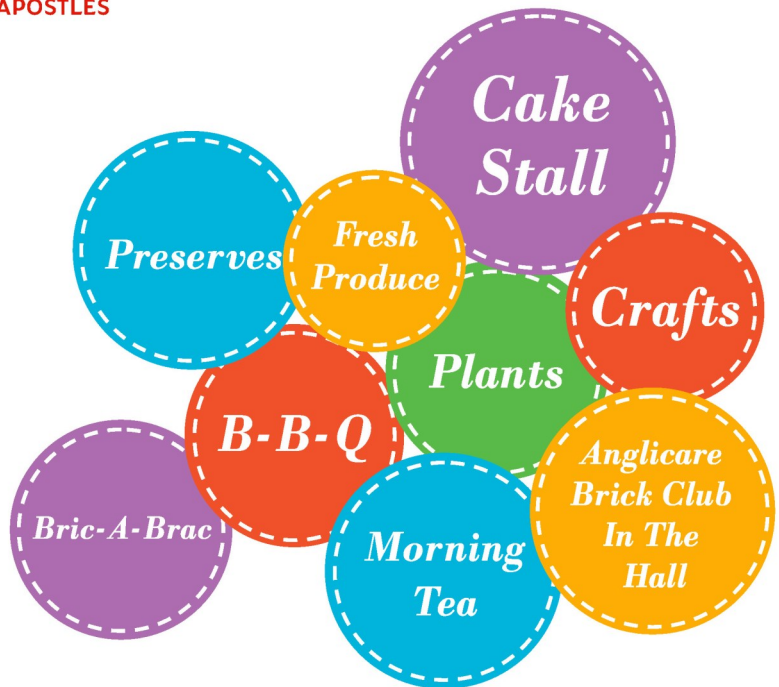 APOSTLES
Cake
Stall
Preserves
Fresh
Produce
Crafts
Plants
B-B-Q
Anglicare
Brick Club
In The
Hall
Bric-A-Brac
Morning
Tea